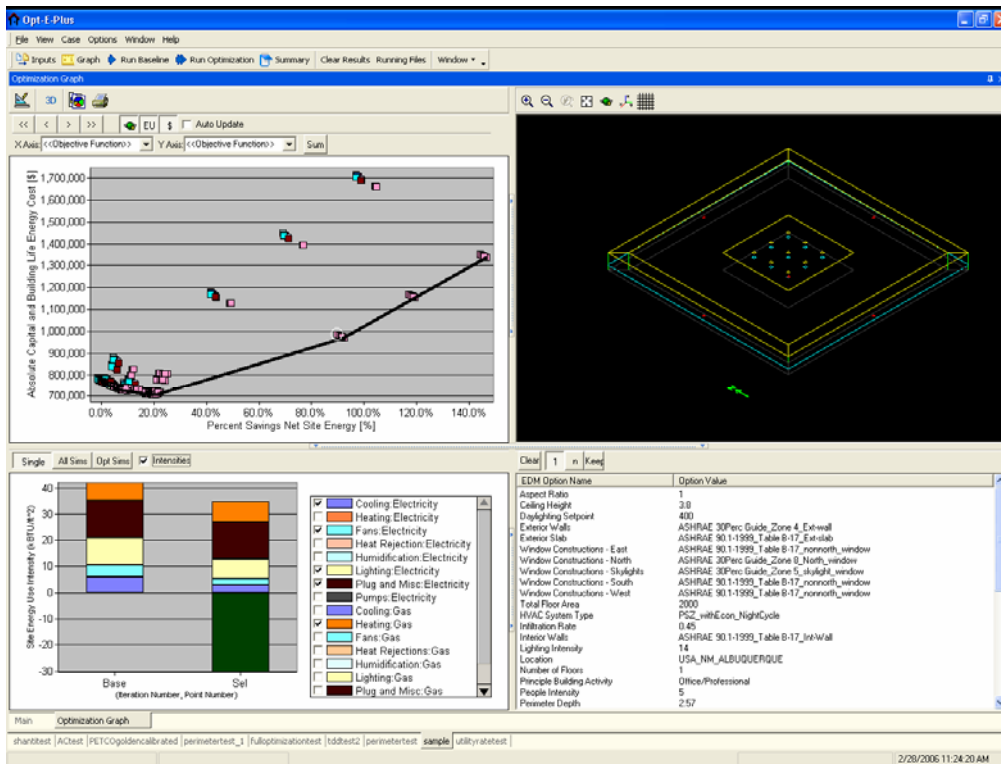 Opt-E-Plus
File View Case Options Window Help
Inputs Graph Run Baseline Run Optimization Summary Clear Results Running Files Window
Optimization Graph
3D
<< < > >> EU $ Auto Update
X Axis: <<Objective Function>> Y Axis: <<Objective Function>> Sum
Absolute Capital and Building Life Energy Cost [$]
1,700,000
1,600,000
1,500,000
1,400,000
1,300,000
1,200,000
1,100,000
1,000,000
900,000
800,000
700,000
0.0% 20.0% 40.0% 60.0% 80.0% 100.0% 120.0% 140.0%
Percent Savings Net Site Energy [%]
Single All Sims Opt Sims Intensities
Site Energy Use Intensity (kBTU/ft^2)
40
30
20
10
0
-10
-20
-30
Base Sel
(Iteration Number, Point Number)
Cooling:Electricity
Heating:Electricity
Fans:Electricity
Heat Rejection:Electricity
Humidification:Electricity
Lighting:Electricity
Plug and Misc:Electricity
Pumps:Electricity
Cooling:Gas
Heating:Gas
Fans:Gas
Heat Rejections:Gas
Humidification:Gas
Lighting:Gas
Plug and Misc:Gas
Clear 1 n Keep
EDM Option Name Option Value
Aspect Ratio 1
Ceiling Height 3.8
Daylighting Setpoint 400
Exterior Walls ASHRAE 30Perc Guide_Zone 4_Ext-wall
Exterior Slab ASHRAE 90.1-1999_Table B-17_Ext-slab
Window Constructions - East ASHRAE 90.1-1999_Table B-17_nonnorth_window
Window Constructions - North ASHRAE 30Perc Guide_Zone 8_North_window
Window Constructions - Skylights ASHRAE 30Perc Guide_Zone 5_skylight_window
Window Constructions - South ASHRAE 90.1-1999_Table B-17_nonnorth_window
Window Constructions - West ASHRAE 90.1-1999_Table B-17_nonnorth_window
Total Floor Area 2000
HVAC System Type PSZ_withEcon_NightCycle
Infiltration Rate 0.45
Interior Walls ASHRAE 90.1-1999_Table B-17_Int-Wall
Lighting Intensity 14
Location USA_NM_ALBUQUERQUE
Number of Floors 1
Principle Building Activity Office/Professional
People Intensity 5
Perimeter Depth 2.57
Main Optimization Graph
shantitest ACtest PETCOgoldencalibrated perimetertest_1 fulloptimizationtest tddtest2 perimetertest sample utilityratetest
2/28/2006 11:24:20 AM